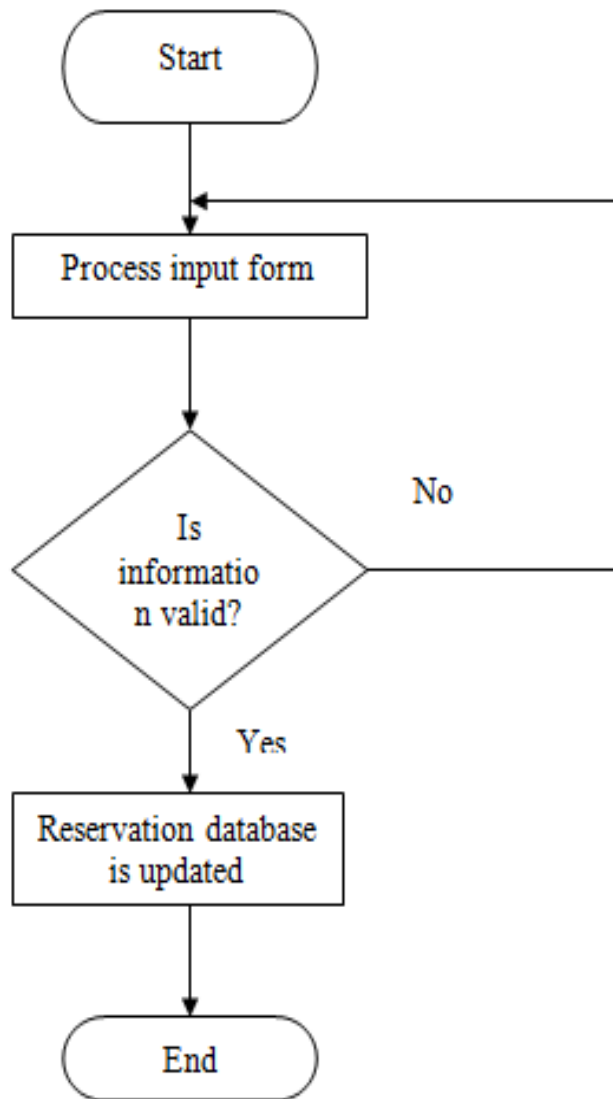 Start
Process input form
Is
informatio
n valid?
No
Yes
Reservation database
is updated
End